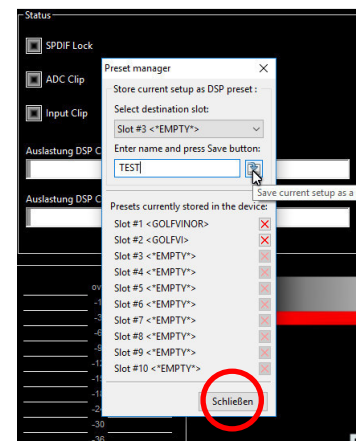 Status
SPDIF Lock
ADC Clip
Input Clip
Auslastung DSP C
Auslastung DSP C
Preset manager
Store current setup as DSP preset :
Select destination slot:
Slot #3 <*EMPTY*>
Enter name and press Save button:
TEST
Save current setup as a
Presets currently stored in the device:
Slot #1 <GOLFVINOR>
Slot #2 <GOLFVI>
Slot #3 <*EMPTY*>
Slot #4 <*EMPTY*>
Slot #5 <*EMPTY*>
Slot #6 <*EMPTY*>
Slot #7 <*EMPTY*>
Slot #8 <*EMPTY*>
Slot #9 <*EMPTY*>
Slot #10 <*EMPTY*>
Schließen
ov
-30
-36